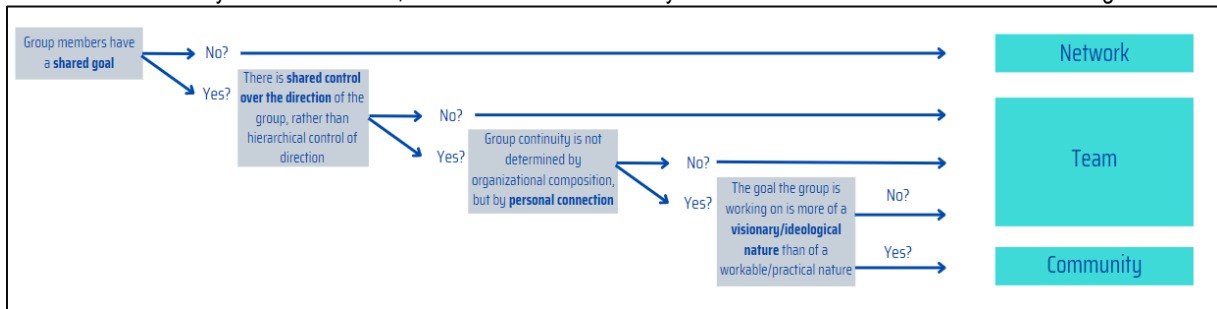 Group members have
a shared goal
No?
Yes?
There is shared control
over the direction of the
group, rather than
hierarchical control of
direction
No?
Yes?
Group continuity is not
determined by
organizational composition,
but by personal connection
No?
Yes?
The goal the group is
working on is more of a
visionary/ideological
nature than of a
workable/practical nature
No?
Yes?
Network
Team
Community